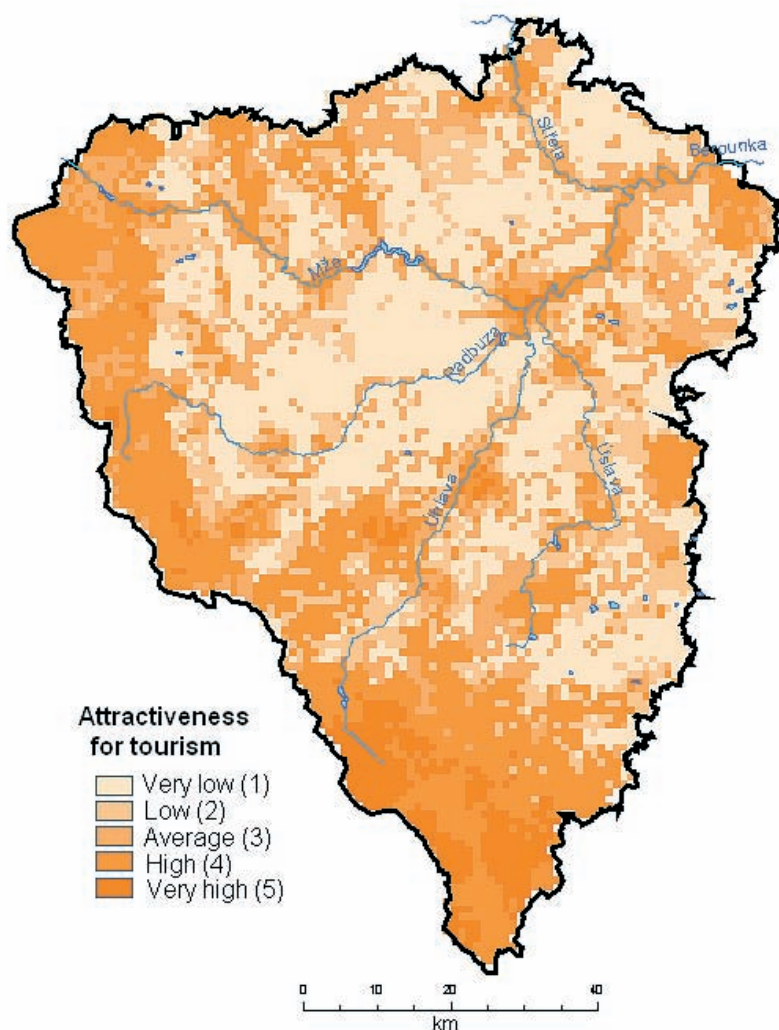 Střela
Berounka
Mže
Radbuza
Úhlava
Úslava
Attractiveness
for tourism
Very low (1)
Low (2)
Average (3)
High (4)
Very high (5)
0 10 20 40
km